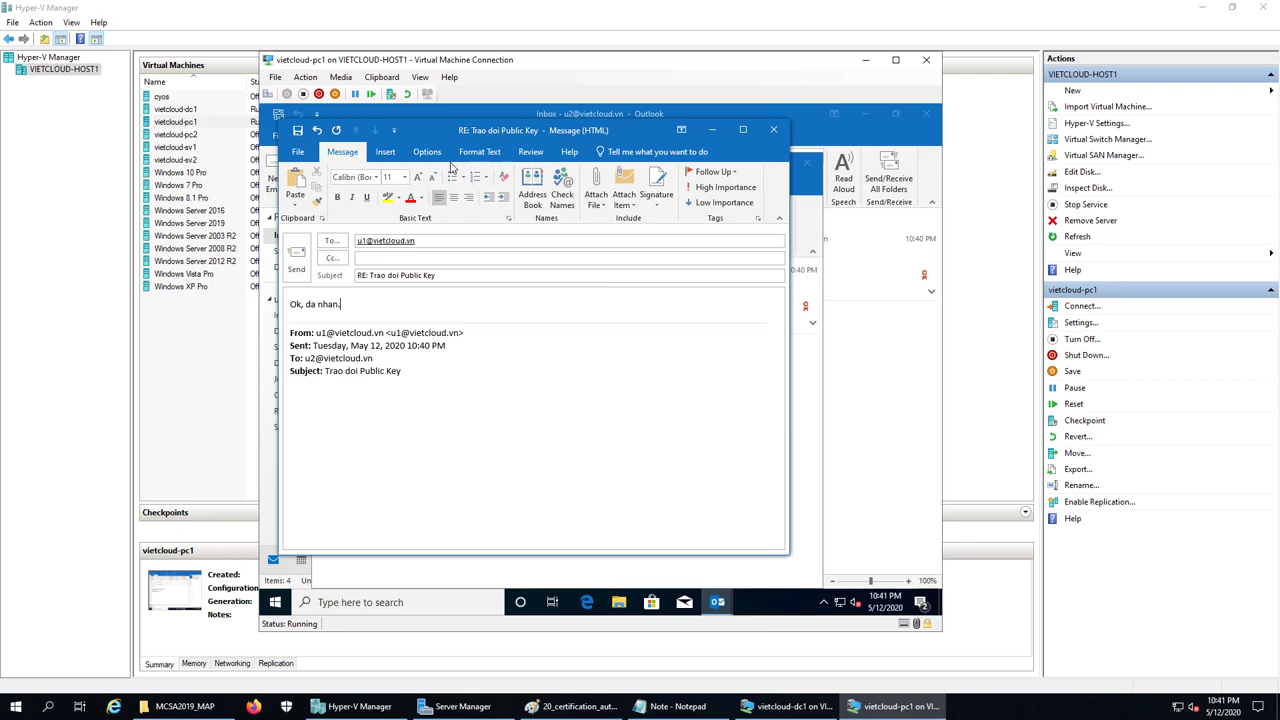 Hyper-V Manager
File Action View Help
Hyper-V Manager
VIETCLOUD-HOST1
Virtual Machines
Name
cyos
vietcloud-dc1
vietcloud-pc1
vietcloud-pc2
vietcloud-sv1
vietcloud-sv2
Windows 10 Pro
Windows 7 Pro
Windows 8.1 Pro
Windows Server 2016
Windows Server 2019
Windows Server 2003 R2
Windows Server 2008 R2
Windows Server 2012 R2
Windows Vista Pro
Windows XP Pro
Checkpoints
vietcloud-pc1
Created:
Generation:
Notes:
Summary Memory Networking Replication
vietcloud-pc1 on VIETCLOUD-HOST1 - Virtual Machine Connection
File Action Media Clipboard View Help
Inbox - u2@vietcloud.vn - Outlook
RE: Trao doi Public Key - Message (HTML)
File Message Insert Options Format Text Review Help Tell me what you want to do
Paste
Clipboard
Calibri (Bo 11
B I U
Basic Text
Address Book
Check Names
Names
Attach File
Attach Item
Signature
Include
Follow Up
High Importance
Low Importance
Tags
Read Aloud
Speech
Send/Receive All Folders
Send/Receive
10:40 PM
To... u1@vietcloud.vn
Cc...
Send
Subject RE: Trao doi Public Key
Ok, da nhan.
From: u1@vietcloud.vn <u1@vietcloud.vn>
Sent: Tuesday, May 12, 2020 10:40 PM
To: u2@vietcloud.vn
Subject: Trao doi Public Key
Items: 4
100%
Type here to search
10:41 PM
5/12/2020
2
Status: Running
Actions
VIETCLOUD-HOST1
New
Import Virtual Machine...
Hyper-V Settings...
Virtual Switch Manager...
Virtual SAN Manager...
Edit Disk...
Inspect Disk...
Stop Service
Remove Server
Refresh
View
Help
vietcloud-pc1
Connect...
Settings...
Turn Off...
Shut Down...
Save
Pause
Reset
Checkpoint
Revert...
Move...
Export...
Rename...
Enable Replication...
Help
MCSA2019_MAP
Hyper-V Manager
Server Manager
20_certification_aut...
Note - Notepad
vietcloud-dc1 on VI...
vietcloud-pc1 on VI...
10:41 PM
5/12/2020